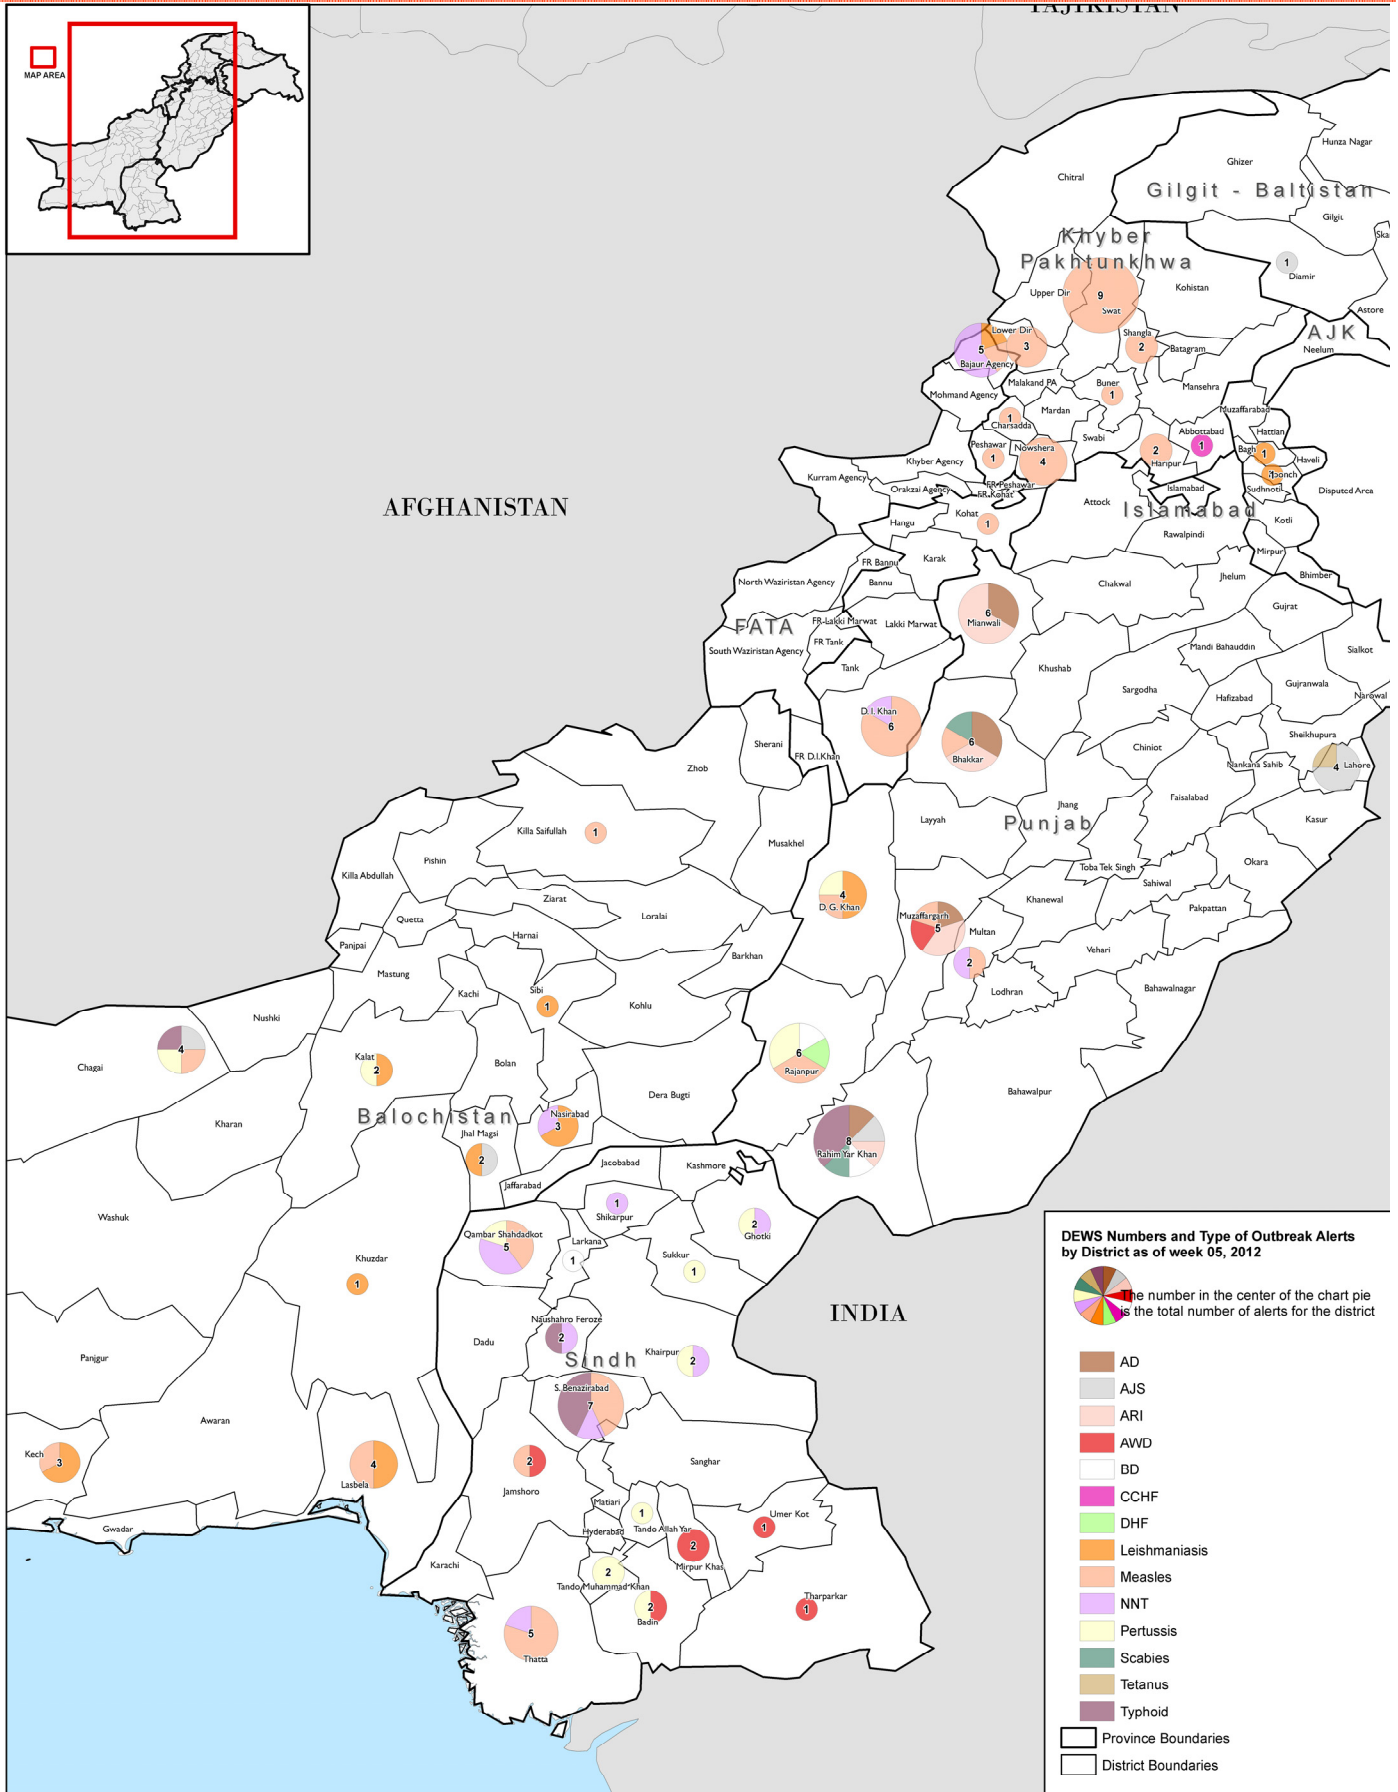 TAJIKISTAN
MAP AREA
Hunza Nagar
Ghizer
Chitral
Gilgit - Baltistan
Gilgit
Khyber
Pakhtunkhwa
1
Diamir
Upper Dir
Kohistan
9
Swat
Astore
AJK
Neelum
Lower Dir
Shangla
5
3
2
Batagram
Bajaur Agency
Malakand PA
Buner
Mansehra
Mohmand Agency
1
Mardan
Muzaffarabad
1
Charsadda
Swabi
Abbottabad
Hattian
Peshawar
Nowshera
2
1
Bagh
1
Haveli
Khyber Agency
1
4
Haripur
Kurram Agency
1
Poonch
Orakzai Agency
FR Peshawar
FR Kohat
Islamabad
Sudhnoti
Disputed Area
AFGHANISTAN
Attock
Islamabad
Kohat
1
Hangu
Kotli
Rawalpindi
Karak
Mirpur
FR Bannu
North Waziristan Agency
Bannu
Chakwal
Jhelum
Bhimber
6
Mianwali
Gujrat
FATA
FR Lakki Marwat
Lakki Marwat
FR Tank
South Waziristan Agency
Mandi Bahauddin
Sialkot
Tank
Khushab
Sargodha
Gujranwala
Hafizabad
Narowal
D. I. Khan
6
Sherani
6
Bhakkar
Chiniot
Sheikhupura
FR D.I.Khan
Zhob
Nankana Sahib
4
Lahore
Jhang
Faisalabad
Layyah
Punjab
Kasur
Killa Saifullah
1
Musakhel
Pishin
Okara
Killa Abdullah
Toba Tek Singh
Sahiwal
4
D. G. Khan
Ziarat
Khanewal
Pakpattan
Quetta
Loralai
Muzaffargarh
5
Harnai
Multan
Panjpai
Vehari
Barkhan
2
Mastung
Bahawalnagar
Kachi
Sibi
1
Kohlu
Lodhran
Nushki
4
Chagai
6
Kalat
2
Bolan
Rajanpur
Dera Bugti
Bahawalpur
Balochistan
Nasirabad
3
Kharan
Jhal Magsi
8
Rahim Yar Khan
2
Jacobabad
Kashmore
Jaffarabad
1
Shikarpur
Washuk
2
Ghotki
Qambar Shahdadkot
5
Larkana
1
Khuzdar
Sukkur
1
1
INDIA
Naushahro Feroze
2
Dadu
Sindh
Khairpur
2
Panjgur
S. Benazirabad
7
Awaran
Kech
3
4
2
Sanghar
Lasbela
Jamshoro
Matiari
1
Umer Kot
Gwadar
Hyderabad
Tando Allah Yar
1
2
Karachi
Mirpur Khas
2
Tando Muhammad Khan
Tharparkar
2
1
Badin
5
Thatta
DEWS Numbers and Type of Outbreak Alerts
by District as of week 05, 2012
The number in the center of the chart pie
is the total number of alerts for the district
AD
AJS
ARI
AWD
BD
CCHF
DHF
Leishmaniasis
Measles
NNT
Pertussis
Scabies
Tetanus
Typhoid
Province Boundaries
District Boundaries